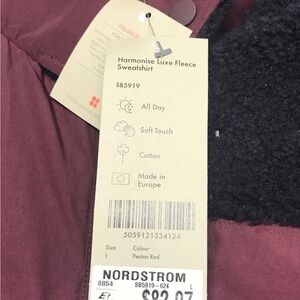 Harmonise Luxe Fleece
Sweatshirt
SB5919
All Day
Soft Touch
Cotton
Made in
Europe
5059121334124
Size
Colour
L
Pentas Red
NORDSTROM
0854
SB5919-624
L